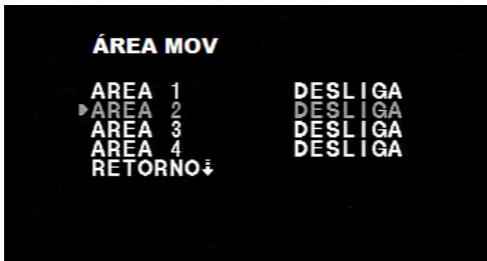 ÁREA MOV
AREA 1 DESLIGA
AREA 2 DESLIGA
AREA 3 DESLIGA
AREA 4 DESLIGA
RETORNO